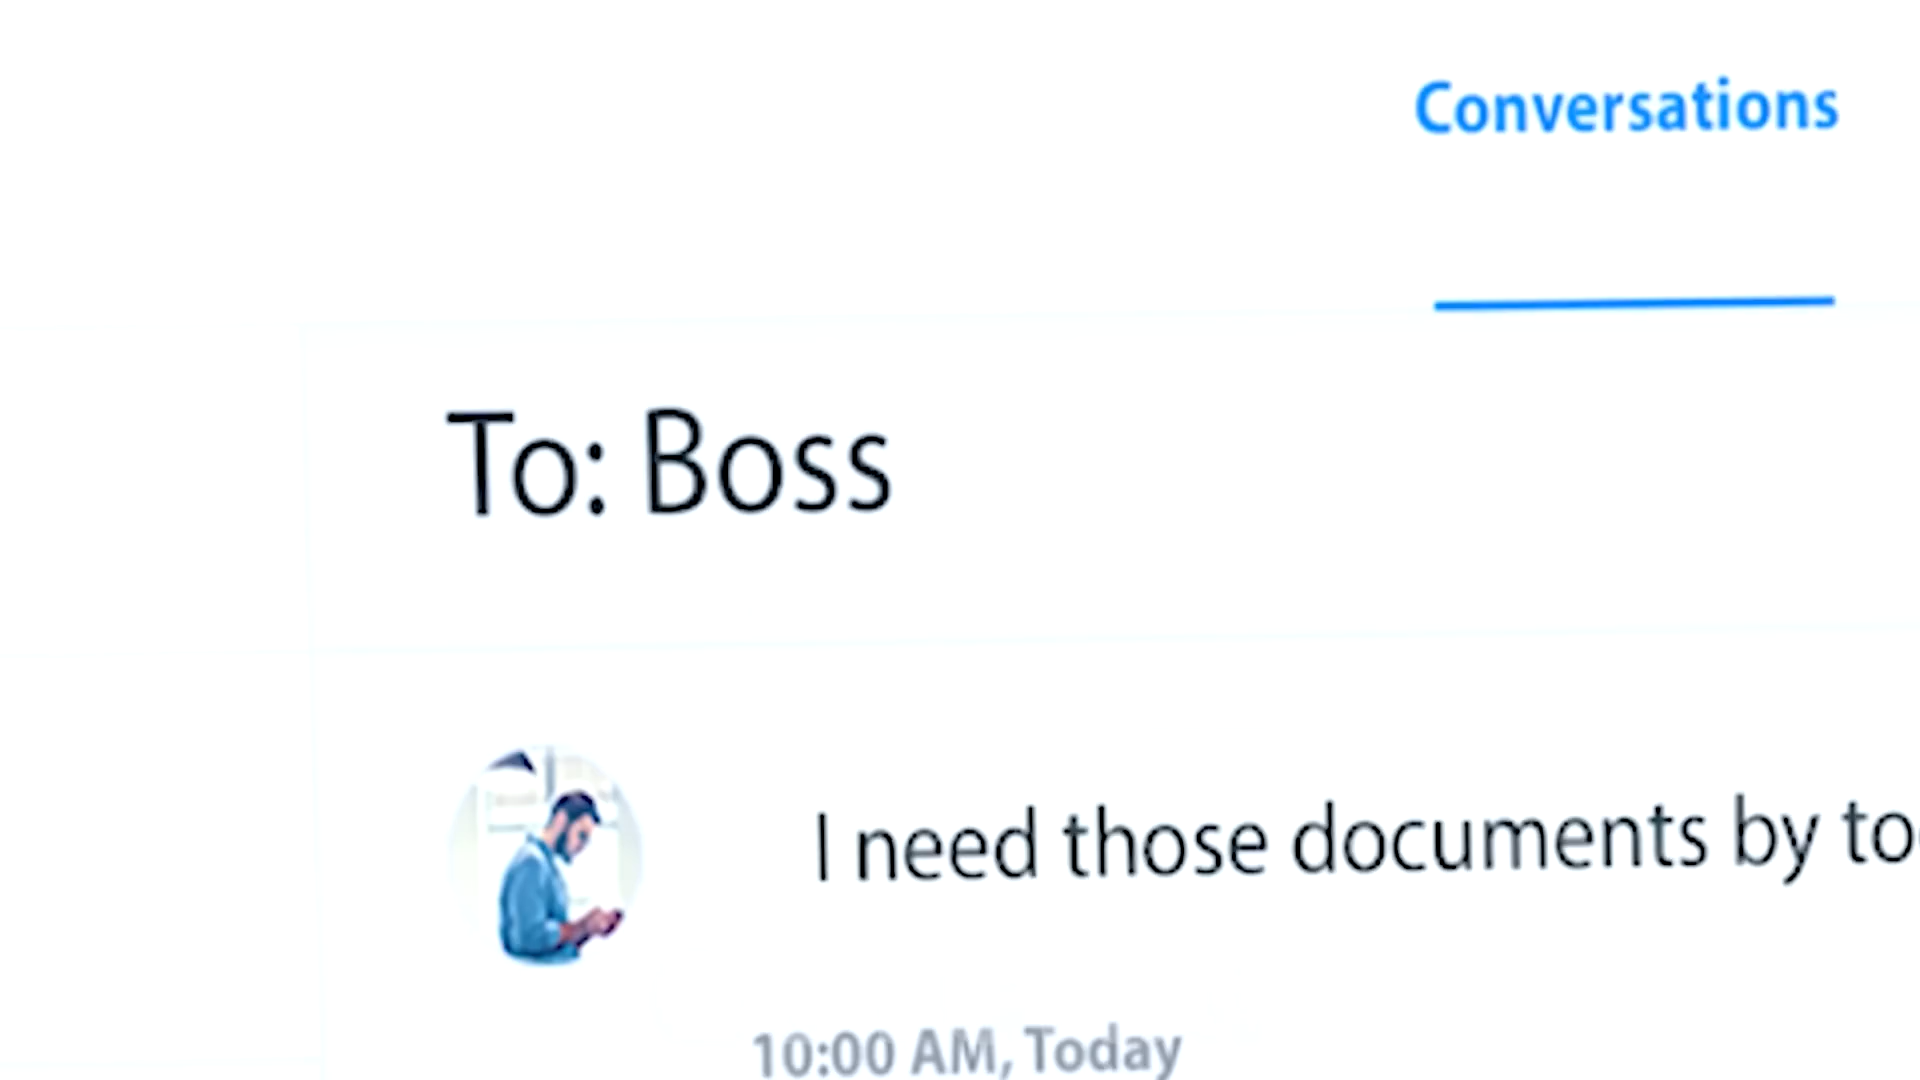 Conversations
To: Boss
I need those documents by
10:00 AM, Today